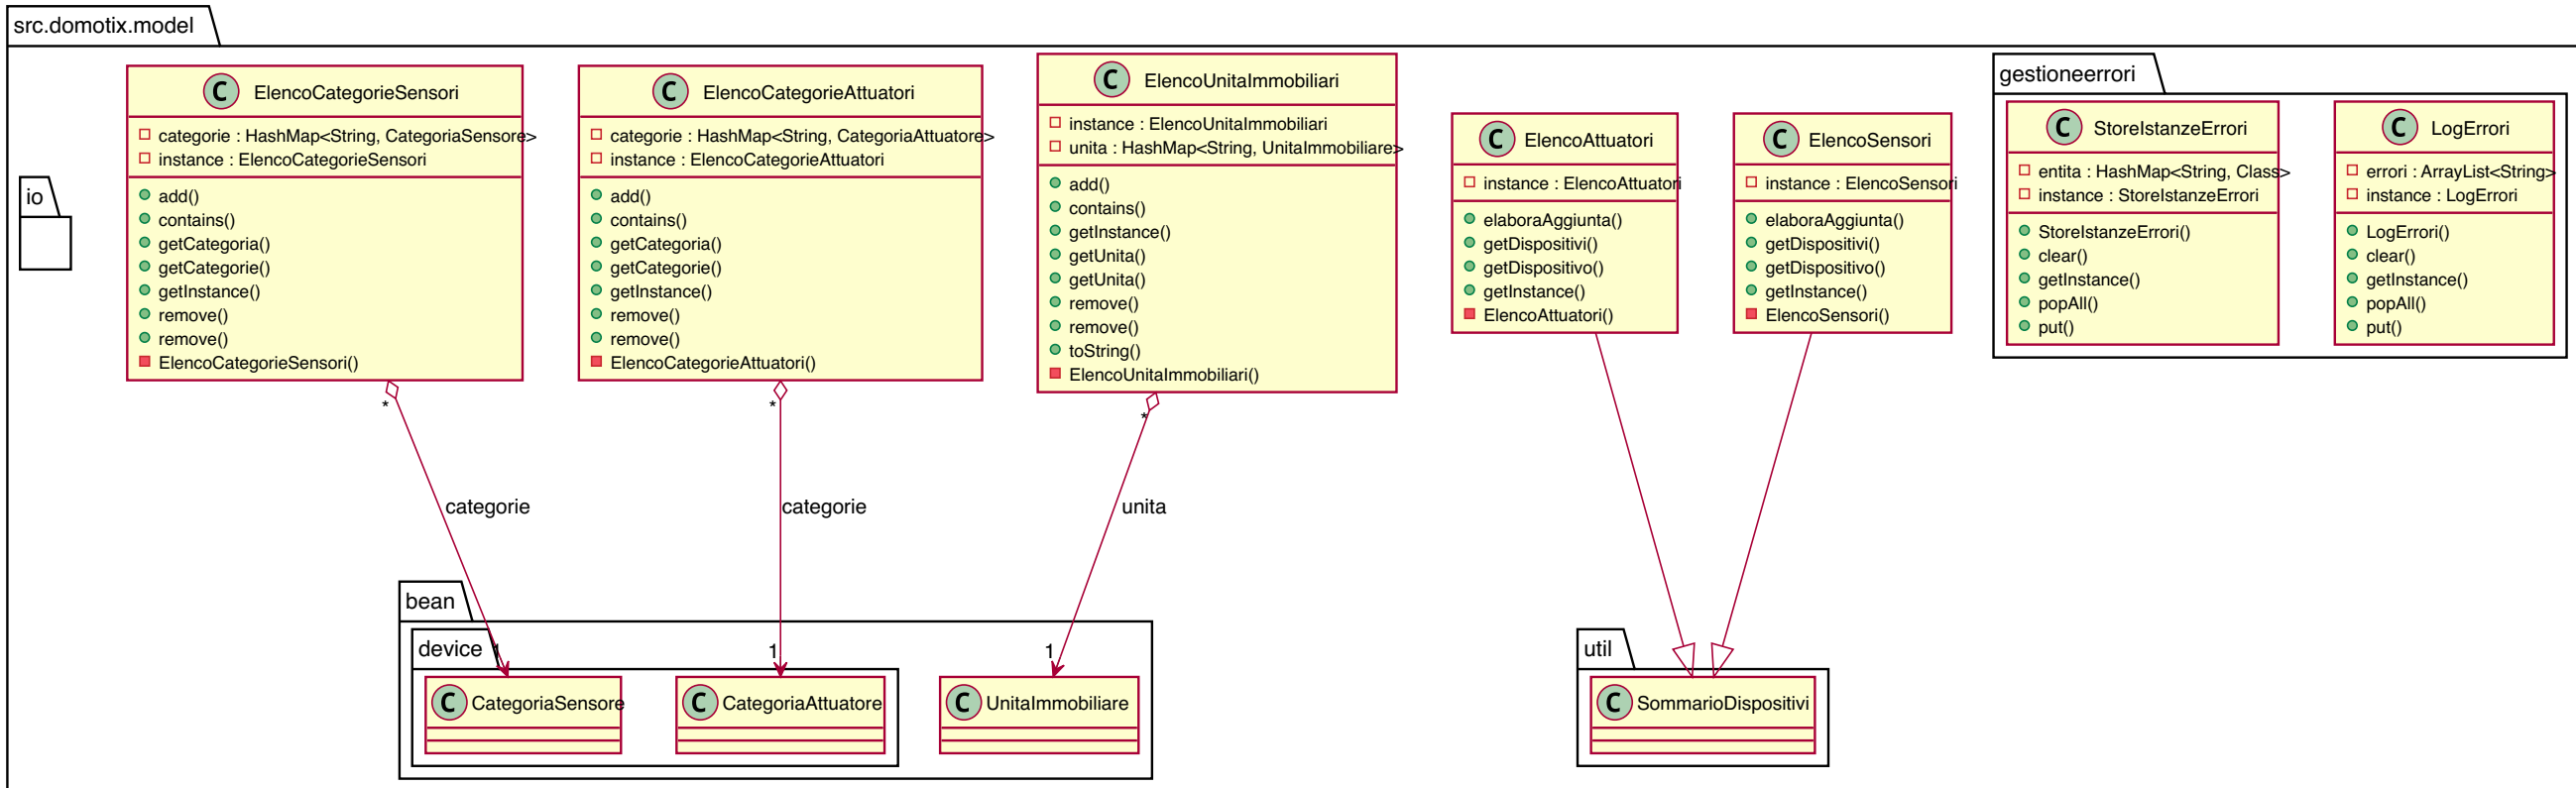 src.domotix.model
io
C ElencoCategorieSensori
categorie : HashMap<String, CategoriaSensore>
instance : ElencoCategorieSensori
add()
contains()
getCategoria()
getCategorie()
getInstance()
remove()
remove()
ElencoCategorieSensori()
C ElencoCategorieAttuatori
categorie : HashMap<String, CategoriaAttuatore>
instance : ElencoCategorieAttuatori
add()
contains()
getCategoria()
getCategorie()
getInstance()
remove()
remove()
ElencoCategorieAttuatori()
C ElencoUnitaImmobiliari
instance : ElencoUnitaImmobiliari
unita : HashMap<String, UnitaImmobiliare>
add()
contains()
getInstance()
getUnita()
getUnita()
remove()
remove()
toString()
ElencoUnitaImmobiliari()
C ElencoAttuatori
instance : ElencoAttuatori
elaboraAggiunta()
getDispositivi()
getDispositivo()
getInstance()
ElencoAttuatori()
C ElencoSensori
instance : ElencoSensori
elaboraAggiunta()
getDispositivi()
getDispositivo()
getInstance()
ElencoSensori()
gestioneerrori
C StoreIstanzeErrori
entita : HashMap<String, Class>
instance : StoreIstanzeErrori
StoreIstanzeErrori()
clear()
getInstance()
popAll()
put()
C LogErrori
errori : ArrayList<String>
instance : LogErrori
LogErrori()
clear()
getInstance()
popAll()
put()
*
*
*
categorie
categorie
unita
bean
device
1
1
1
C CategoriaSensore
C CategoriaAttuatore
C UnitaImmobiliare
util
C SommarioDispositivi